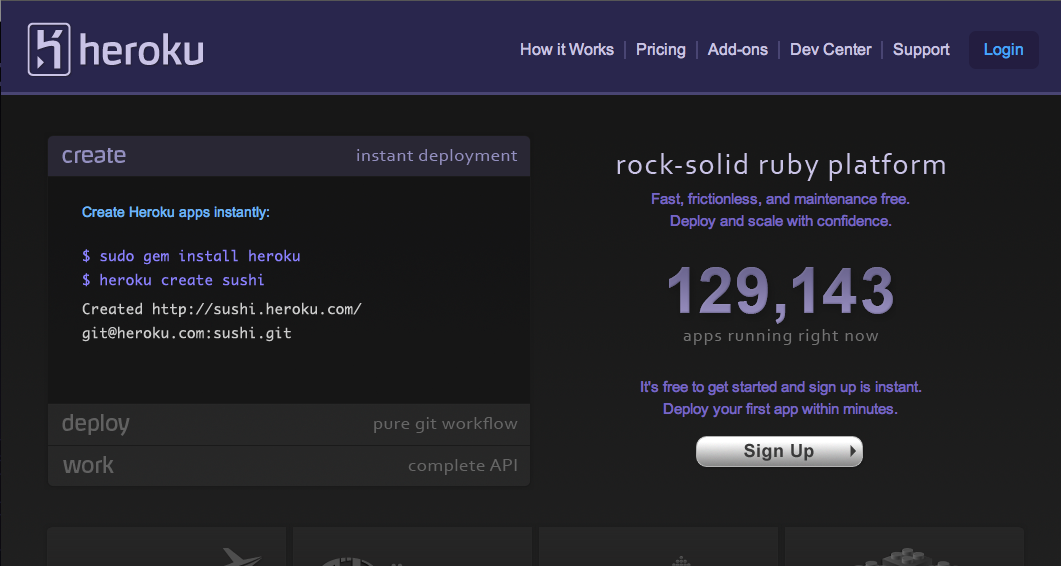 heroku
How it Works
Pricing
Add-ons
Dev Center
Support
Login
create
instant deployment
Create Heroku apps instantly:
$ sudo gem install heroku
$ heroku create sushi
Created http://sushi.heroku.com/
git@heroku.com:sushi.git
deploy
pure git workflow
work
complete API
rock-solid ruby platform
Fast, frictionless, and maintenance free.
Deploy and scale with confidence.
129,143
apps running right now
It's free to get started and sign up is instant.
Deploy your first app within minutes.
Sign Up